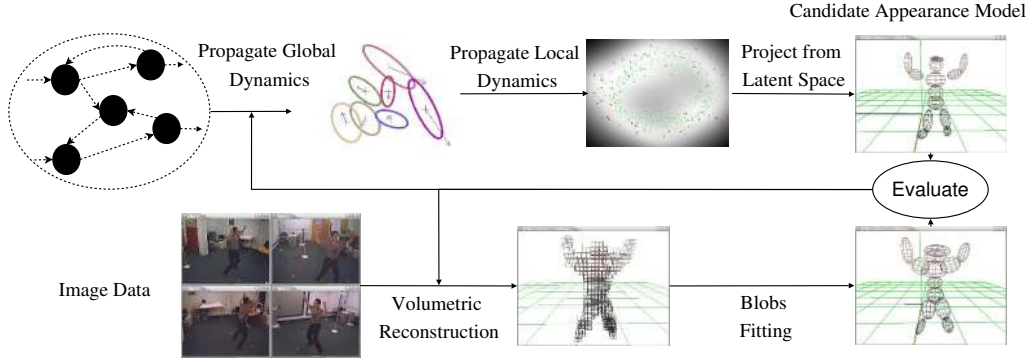 Candidate Appearance Model
Propagate Global
Dynamics
Propagate Local
Dynamics
Project from
Latent Space
Evaluate
Image Data
Volumetric
Reconstruction
Blobs
Fitting